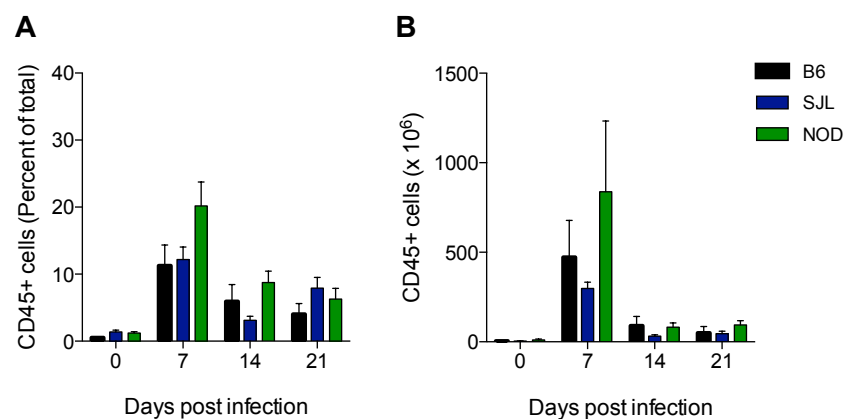 A
CD45+ cells (Percent of total)
40
30
20
10
0
0 7 14 21
Days post infection
B
CD45+ cells (x 10⁶)
1500
1000
500
0
0 7 14 21
Days post infection
B6
SJL
NOD